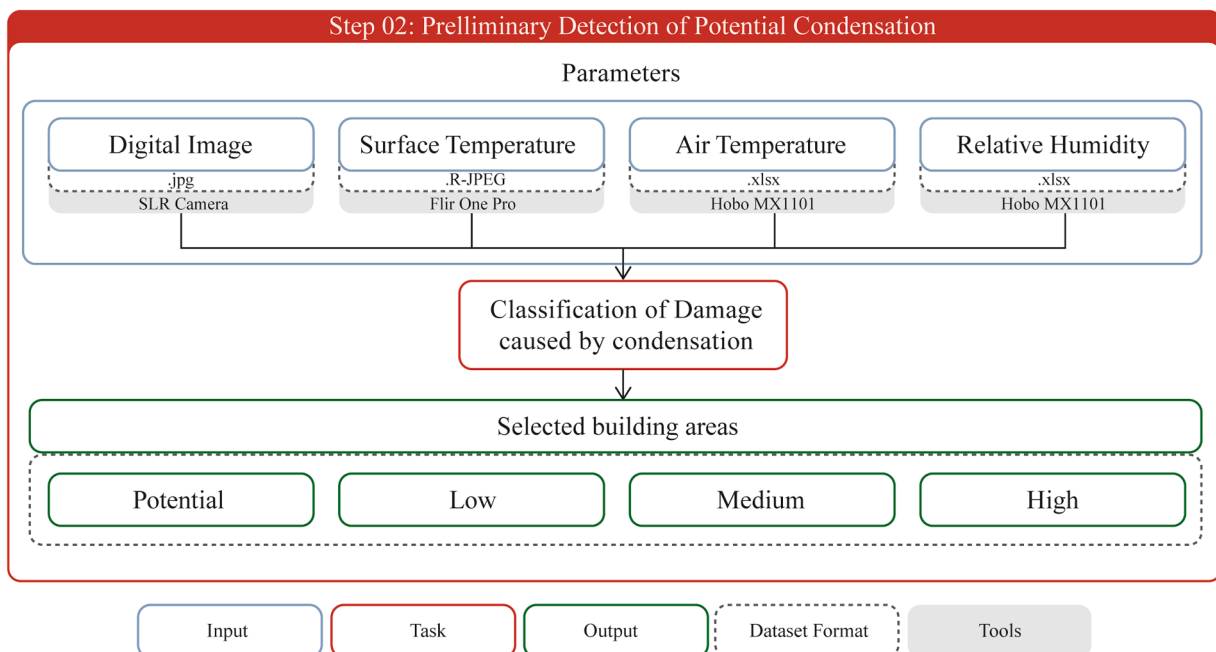 Step 02: Prelliminary Detection of Potential Condensation
Parameters
Digital Image
Surface Temperature
Air Temperature
Relative Humidity
.jpg
.R-JPEG
.xlsx
.xlsx
SLR Camera
Flir One Pro
Hobo MX1101
Hobo MX1101
Classification of Damage
caused by condensation
Selected building areas
Potential
Low
Medium
High
Input
Task
Output
Dataset Format
Tools